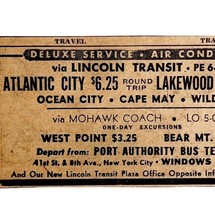 TRAVEL TRAVEL
DELUXE SERVICE • AIR COND
via LINCOLN TRANSIT • PE 6-
ATLANTIC CITY $6.25 ROUND TRIP LAKEWOOD
OCEAN CITY • CAPE MAY • WIL
via MOHAWK COACH • LO 5-0
ONE-DAY EXCURSIONS
WEST POINT $3.25 BEAR MT.
Depart from: PORT AUTHORITY BUS TE
41st St. & 8th Ave., New York City • WINDOWS
And Our New Lincoln Transit Plaza Office Opposite Infor